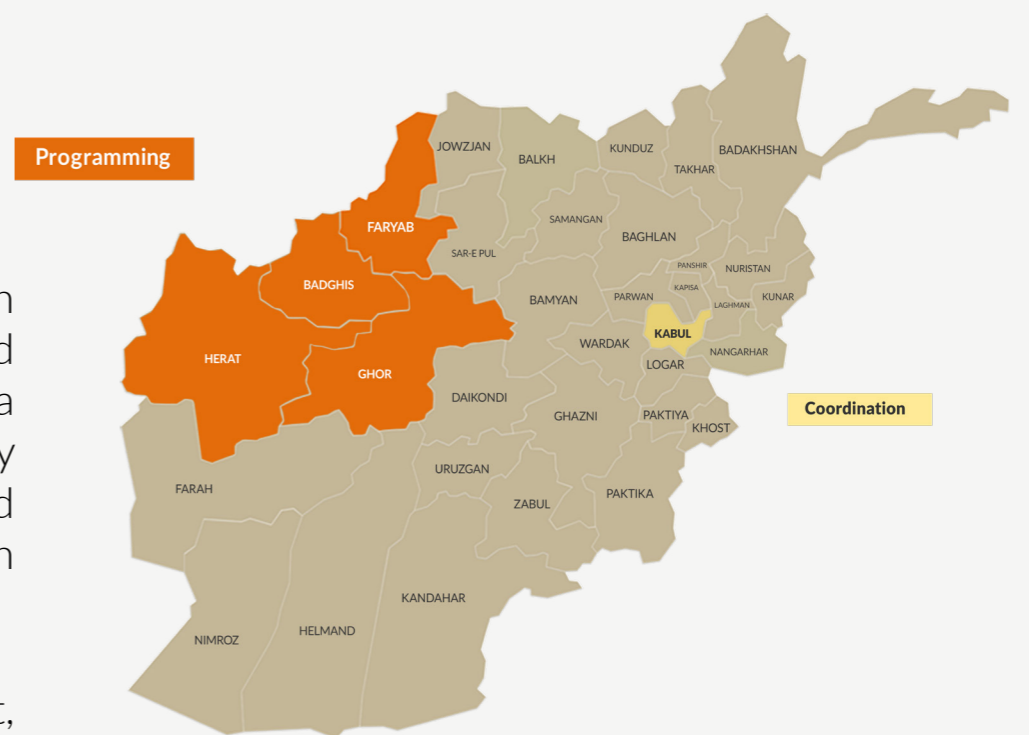 Programming
JOWZJAN
BALKH
KUNDUZ
TAKHAR
BADAKHSHAN
FARYAB
SAMANGAN
BAGHLAN
SAR-E PUL
PANSHIR
NURISTAN
BADGHIS
KAPISA
BAMYAN
PARWAN
LAGHMAN
KUNAR
KABUL
HERAT
WARDAK
NANGARHAR
GHOR
LOGAR
DAIKONDI
Coordination
GHAZNI
PAKTIYA
KHOST
URUZGAN
FARAH
PAKTIKA
ZABUL
KANDAHAR
NIMROZ
HELMAND